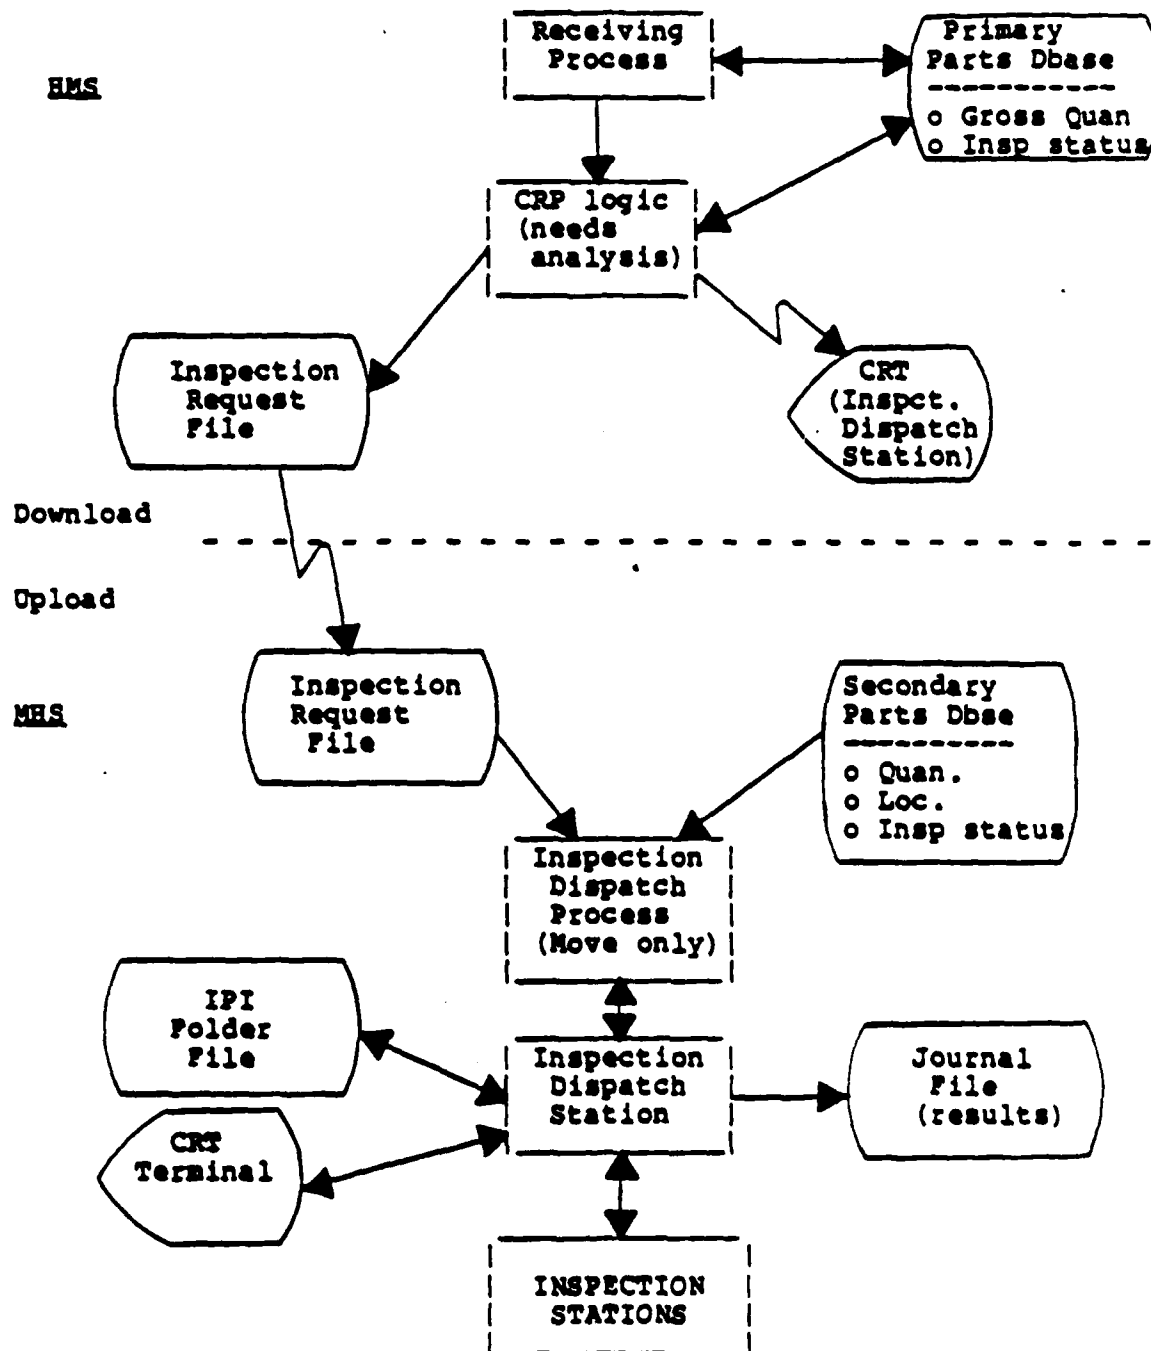 Receiving
Process
Primary
Parts Dbase
-----------
o Gross Quan
o Insp status
HMS
CRP logic
(needs
analysis)
Inspection
Request
File
CRT
(Inspct.
Dispatch
Station)
Download
Upload
MHS
Inspection
Request
File
Secondary
Parts Dbse
----------
o Quan.
o Loc.
o Insp status
Inspection
Dispatch
Process
(Move only)
IPI
Folder
File
Inspection
Dispatch
Station
Journal
File
(results)
CRT
Terminal
INSPECTION
STATIONS